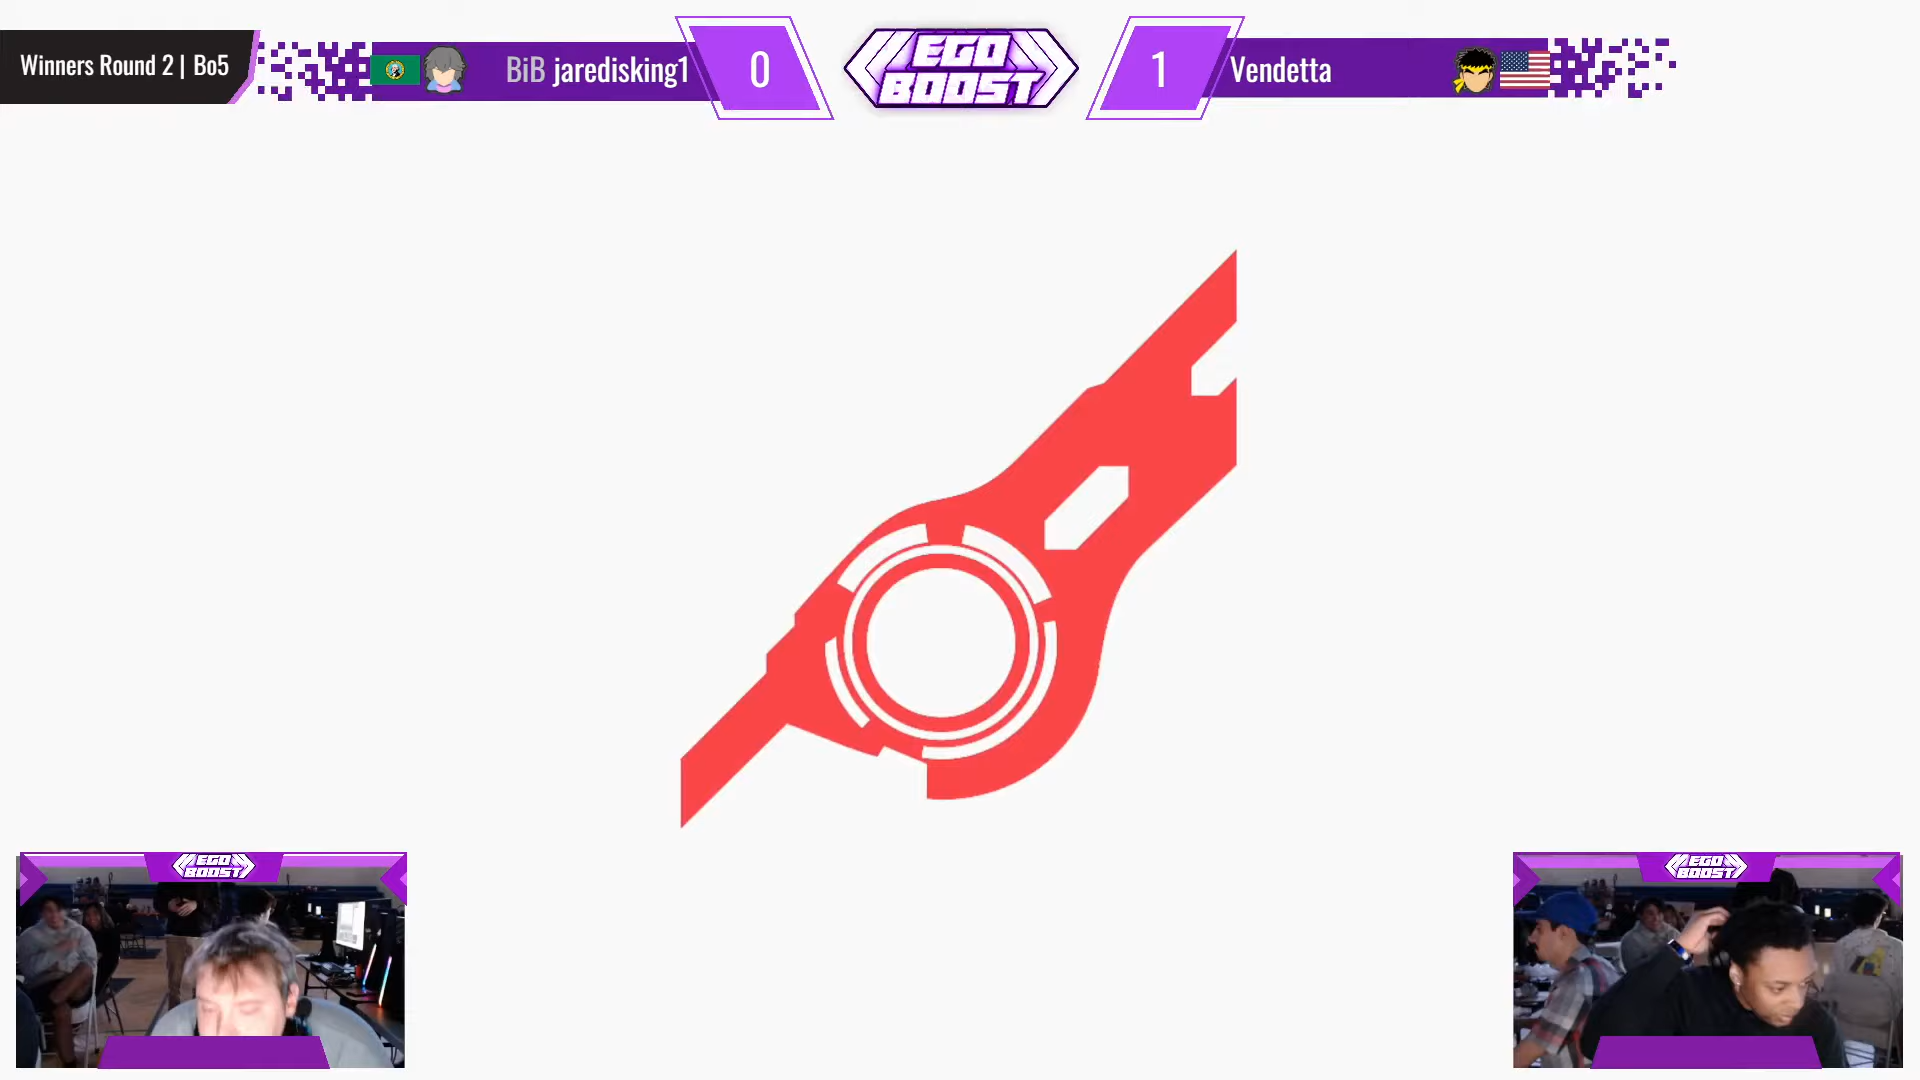 Winners Round 2 | Bo5
BiB jaredisking1
0
EGO
BOOST
1
Vendetta
EGO
BOOST
EGO
BOOST